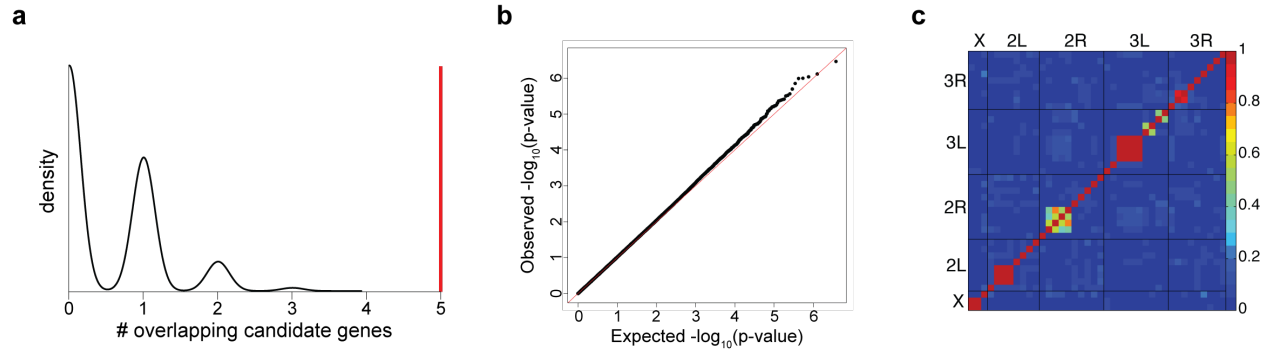 a
density
0 1 2 3 4 5
# overlapping candidate genes
b
Observed -log10(p-value)
6
5
4
3
2
1
0
0 1 2 3 4 5 6
Expected -log10(p-value)
c
X 2L 2R 3L 3R
3R
3L
2R
2L
X
1
0.8
0.6
0.4
0.2
0